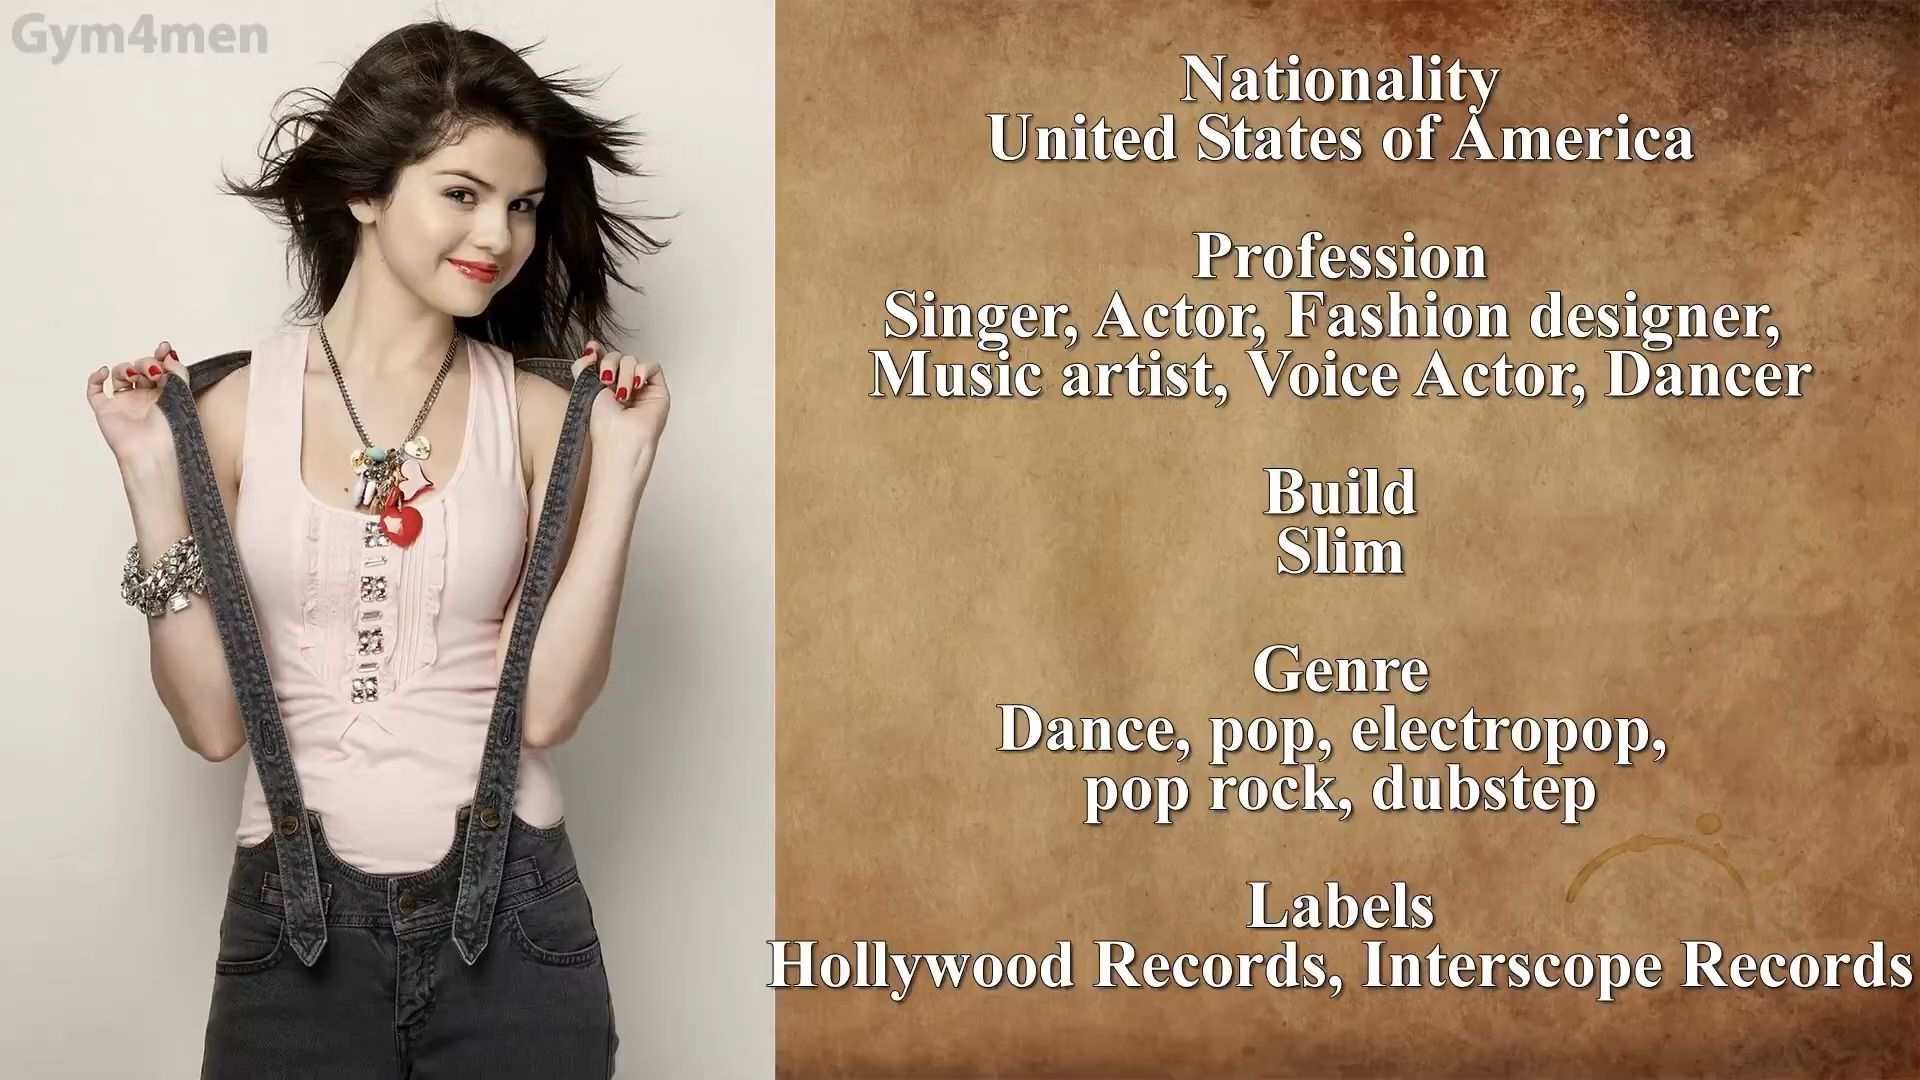 Gym4men
Nationality
United States of America
Profession
Singer, Actor, Fashion designer,
Music artist, Voice Actor, Dancer
Build
Slim
Genre
Dance, pop, electropop,
pop rock, dubstep
Labels
Hollywood Records, Interscope Records